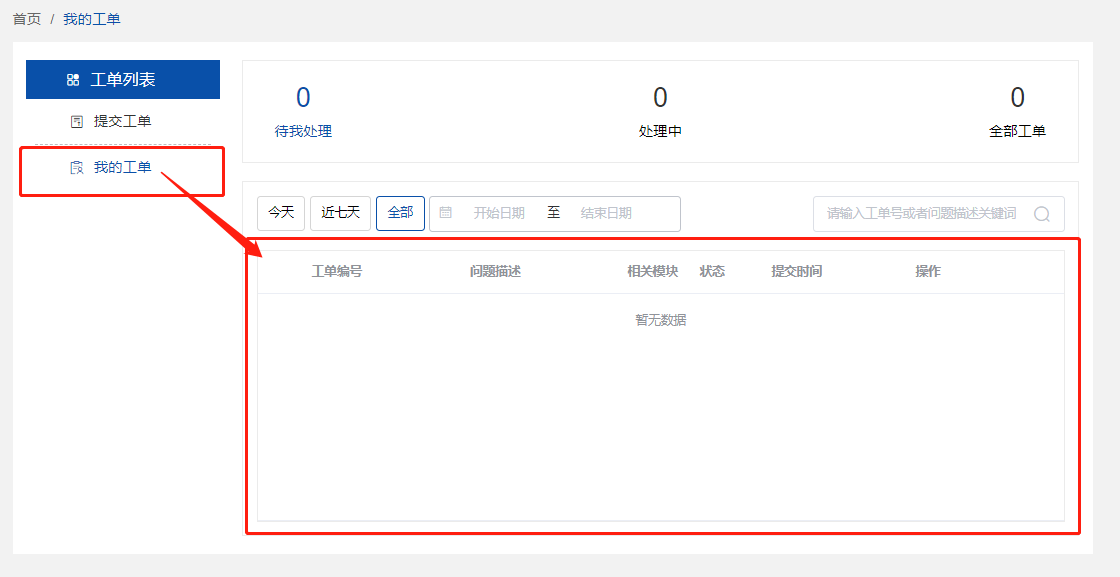 首页 / 我的工单
工单列表
提交工单
我的工单
0 0 0
待我处理 处理中 全部工单
今天 近七天 全部 开始日期 至 结束日期 请输入工单号或者问题描述关键词
工单编号 问题描述 相关模块 状态 提交时间 操作
暂无数据